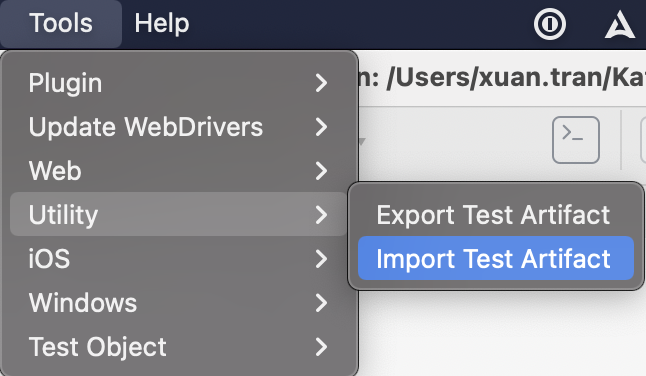 Tools Help
n: /Users/xuan.tran/Ka
Plugin
Update WebDrivers
Web
Utility
Export Test Artifact
iOS
Import Test Artifact
Windows
Test Object